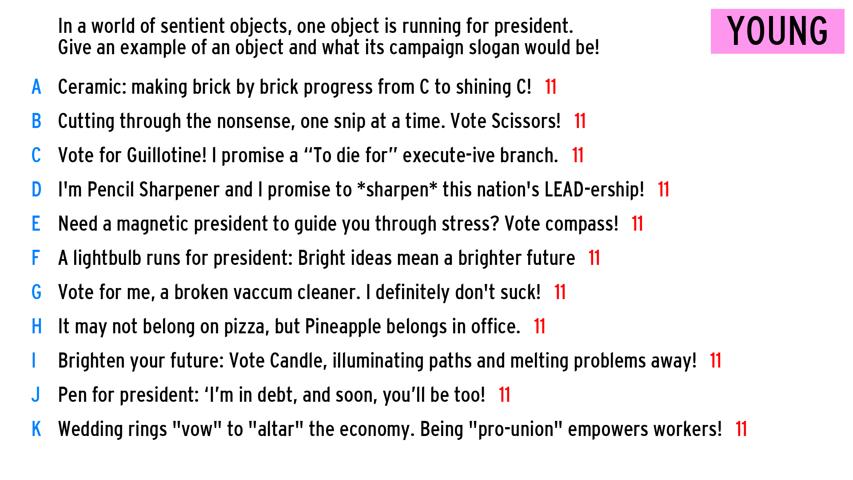 In a world of sentient objects, one object is running for president.
Give an example of an object and what its campaign slogan would be!
YOUNG
A Ceramic: making brick by brick progress from C to shining C! 11
B Cutting through the nonsense, one snip at a time. Vote Scissors! 11
C Vote for Guillotine! I promise a “To die for” execute-ive branch. 11
D I'm Pencil Sharpener and I promise to *sharpen* this nation's LEAD-ership! 11
E Need a magnetic president to guide you through stress? Vote compass! 11
F A lightbulb runs for president: Bright ideas mean a brighter future 11
G Vote for me, a broken vaccum cleaner. I definitely don't suck! 11
H It may not belong on pizza, but Pineapple belongs in office. 11
I Brighten your future: Vote Candle, illuminating paths and melting problems away! 11
J Pen for president: ‘I’m in debt, and soon, you’ll be too! 11
K Wedding rings "vow" to "altar" the economy. Being "pro-union" empowers workers! 11